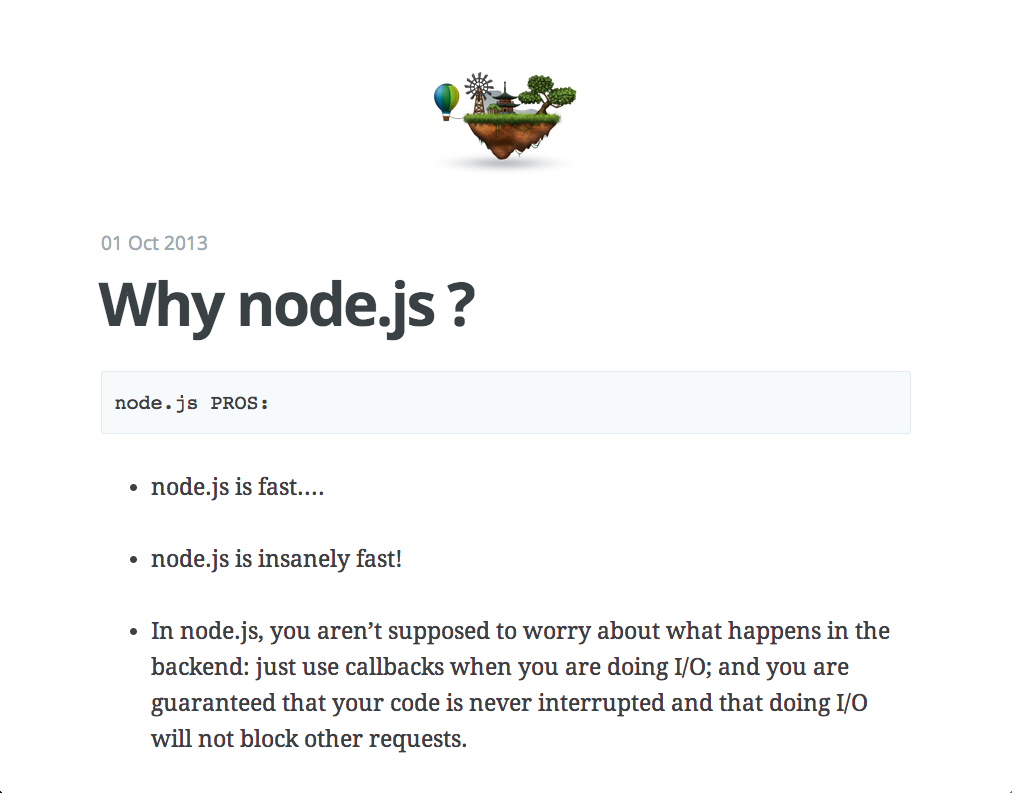 01 Oct 2013
Why node.js ?
node.js PROS:
• node.js is fast....
• node.js is insanely fast!
• In node.js, you aren’t supposed to worry about what happens in the
backend: just use callbacks when you are doing I/O; and you are
guaranteed that your code is never interrupted and that doing I/O
will not block other requests.